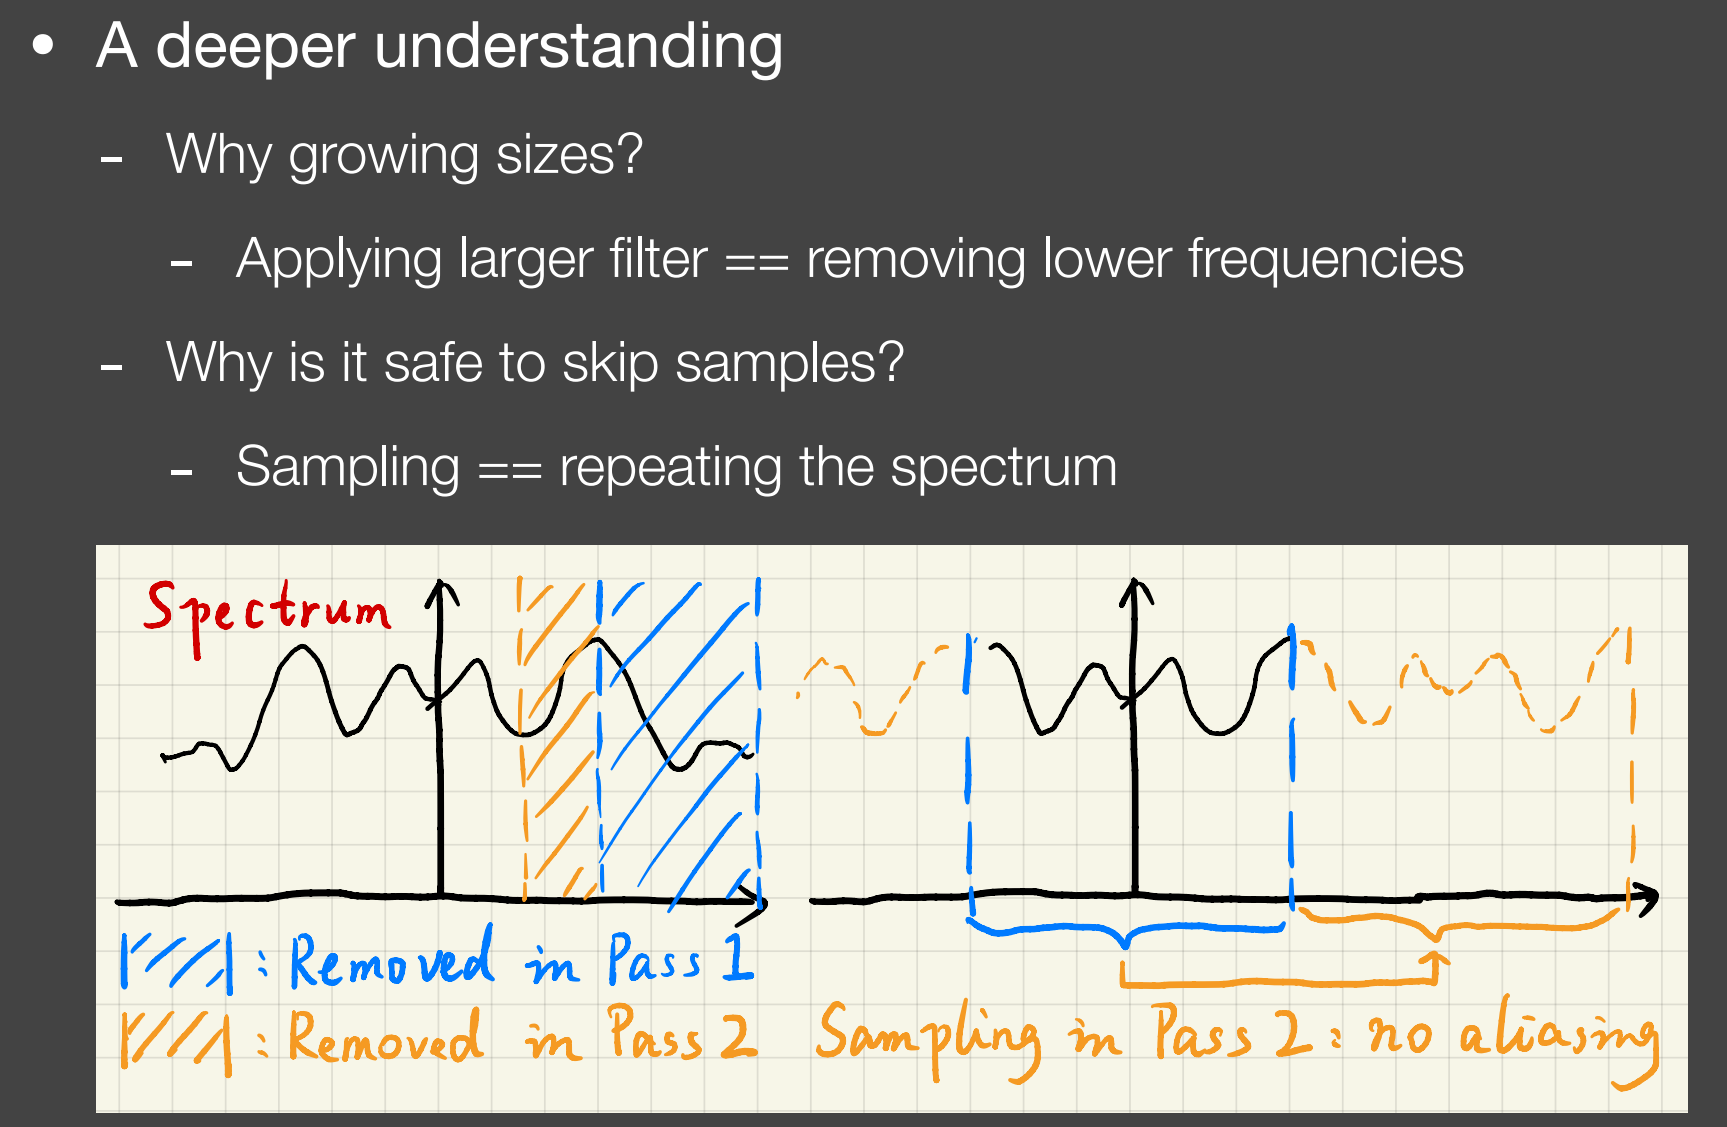 • A deeper understanding
- Why growing sizes?
- Applying larger filter == removing lower frequencies
- Why is it safe to skip samples?
- Sampling == repeating the spectrum
Spectrum
: Removed in Pass 1
: Removed in Pass 2
Sampling in Pass 2: no aliasing